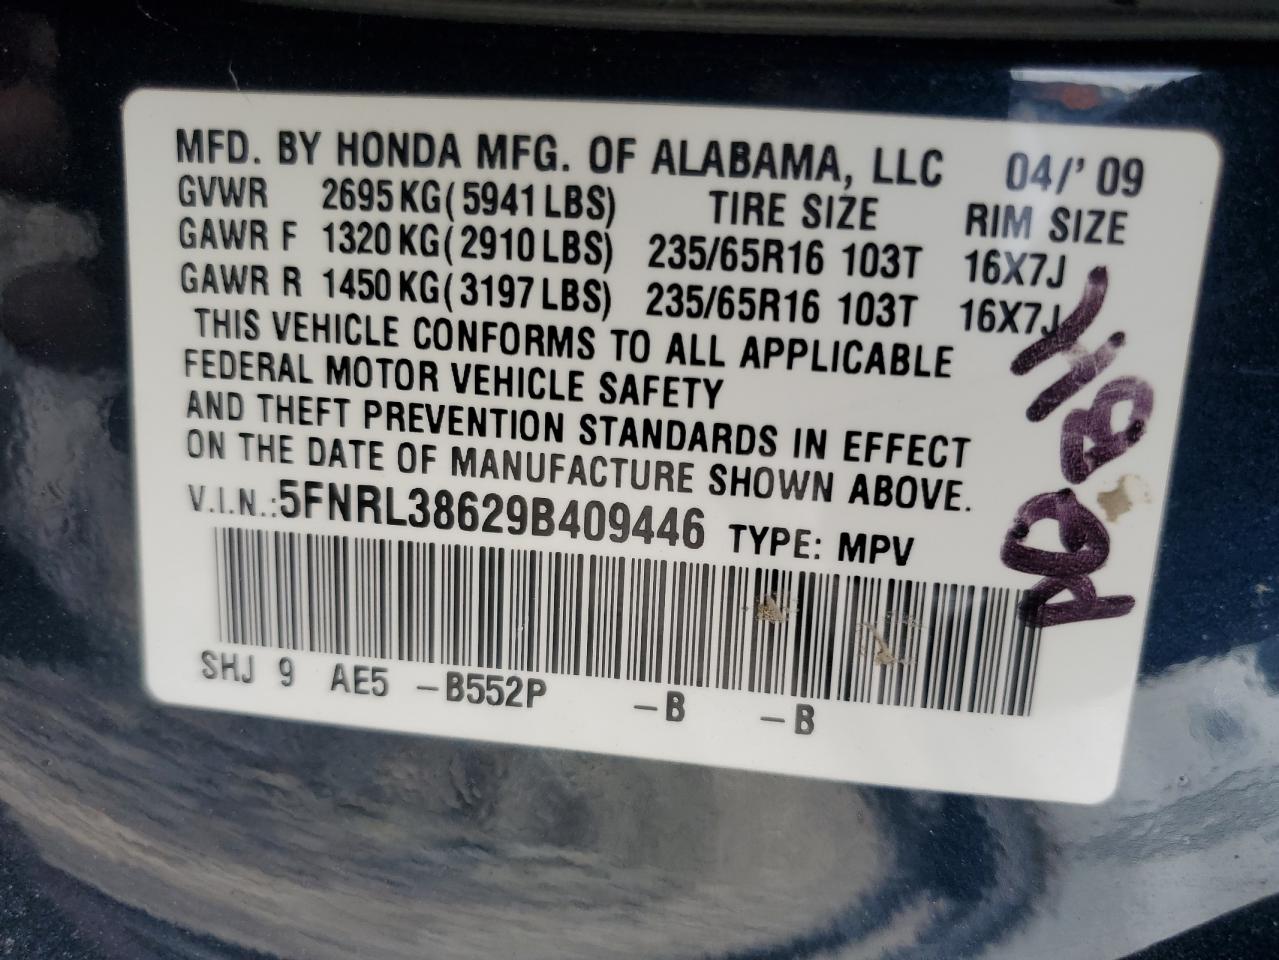 MFD. BY HONDA MFG. OF ALABAMA, LLC 04/' 09
GVWR 2695 KG( 5941 LBS) TIRE SIZE RIM SIZE
GAWR F 1320 KG(2910 LBS) 235/65R16 103T 16X7J
GAWR R 1450 KG(3197 LBS) 235/65R16 103T 16X7J
THIS VEHICLE CONFORMS TO ALL APPLICABLE
FEDERAL MOTOR VEHICLE SAFETY
AND THEFT PREVENTION STANDARDS IN EFFECT
ON THE DATE OF MANUFACTURE SHOWN ABOVE.
V.I.N.:5FNRL38629B409446 TYPE: MPV
SHJ 9 AE5 –B552P –B –B